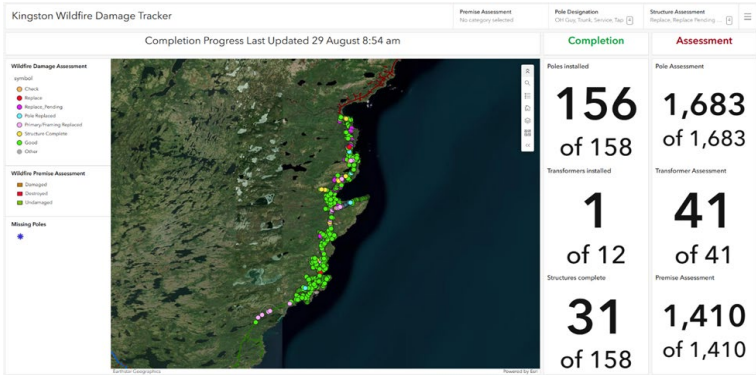 Kingston Wildfire Damage Tracker
Premise Assessment
No category selected
Pole Designation
OH Guy, Trunk, Service, Tap
Structure Assessment
Replace, Replace Pending ...
Completion Progress Last Updated 29 August 8:54 am
Completion
Assessment
Wildfire Damage Assessment
symbol
Check
Replace
Replace_Pending
Pole Replaced
Primary/Framing Replaced
Structure Complete
Good
Other
Wildfire Premise Assessment
Damaged
Destroyed
Undamaged
Missing Poles
Earthstar Geographics
Powered by Esri
Poles installed
156
of 158
Transformers installed
1
of 12
Structures complete
31
of 158
Pole Assessment
1,683
of 1,683
Transformer Assessment
41
of 41
Premise Assessment
1,410
of 1,410